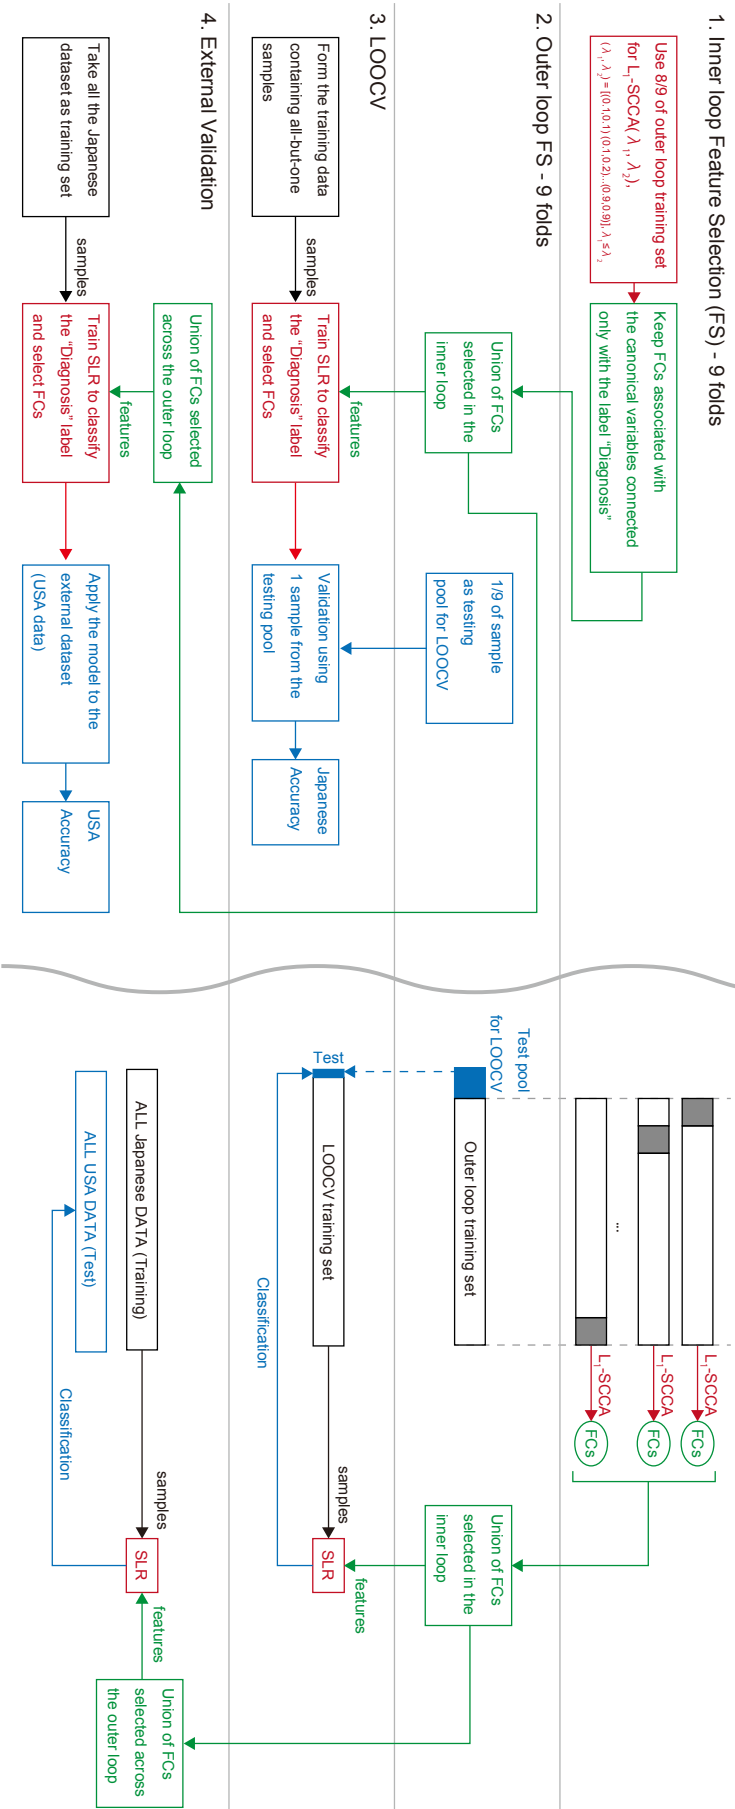 1. Inner loop Feature Selection (FS) - 9 folds
Use 8/9 of outer loop training set
for L1-SCCA(λ1, λ2),
(λ1, λ2) = [(0.1,0.1) (0.1,0.2)...(0.9,0.9)], λ1 ≤ λ2
Keep FCs associated with
the canonical variables connected
only with the label “Diagnosis”
2. Outer loop FS - 9 folds
Union of FCs
selected in the
inner loop
1/9 of sample
as testing
pool for LOOCV
3. LOOCV
Form the training data
containing all-but-one
samples
samples
features
Train SLR to classify
the “Diagnosis” label
and select FCs
Validation using
1 sample from the
testing pool
Japanese
Accuracy
4. External Validation
Take all the Japanese
dataset as training set
samples
Union of FCs selected
across the outer loop
features
Train SLR to classify
the “Diagnosis” label
and select FCs
Apply the model to the
external dataset
(USA data)
USA
Accuracy
L1-SCCA
FCs
L1-SCCA
FCs
...
L1-SCCA
FCs
Test pool
for LOOCV
Outer loop training set
Union of FCs
selected in the
inner loop
Test
LOOCV training set
samples
features
SLR
Classification
ALL Japanese DATA (Training)
samples
SLR
features
ALL USA DATA (Test)
Classification
Union of FCs
selected across
the outer loop